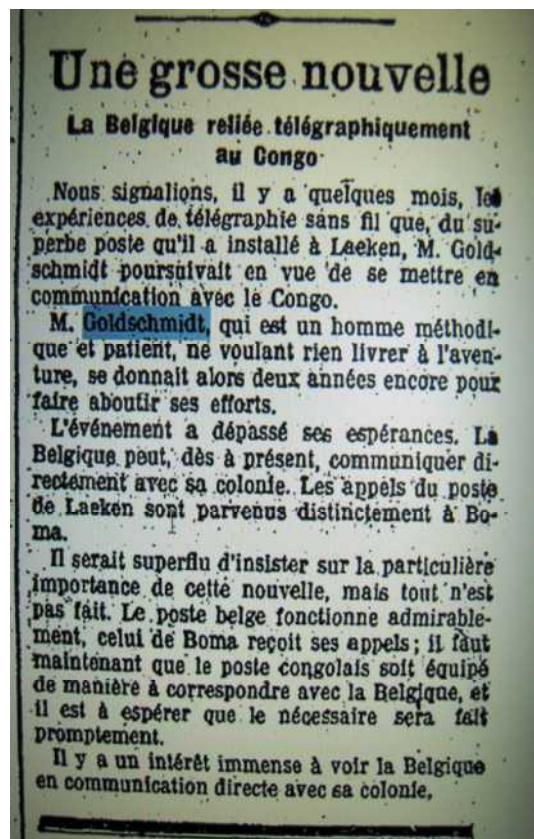 Une grosse nouvelle
La Belgique reliée télégraphiquement
au Congo
Nous signalions, il y a quelques mois, les
expériences de télégraphie sans fil que, du su-
perbe poste qu'il a installé à Laeken, M. Gold-
schmidt poursuivait en vue de se mettre en
communication avec le Congo.
M. Goldschmidt, qui est un homme méthodi-
que et patient, ne voulant rien livrer à l'aven-
ture, se donnait alors deux années encore pour
faire aboutir ses efforts.
L'événement a dépassé ses espérances. La
Belgique peut, dès à présent, communiquer di-
rectement avec sa colonie. Les appels du poste
de Laeken sont parvenus distinctement à Bo-
ma.
Il serait superflu d'insister sur la particulière
importance de cette nouvelle, mais tout n'est
pas fait. Le poste belge fonctionne admirable-
ment, celui de Boma reçoit ses appels ; il faut
maintenant que le poste congolais soit équipé
de manière à correspondre avec la Belgique, et
il est à espérer que le nécessaire sera fait
promptement.
Il y a un intérêt immense à voir la Belgique
en communication directe avec sa colonie.